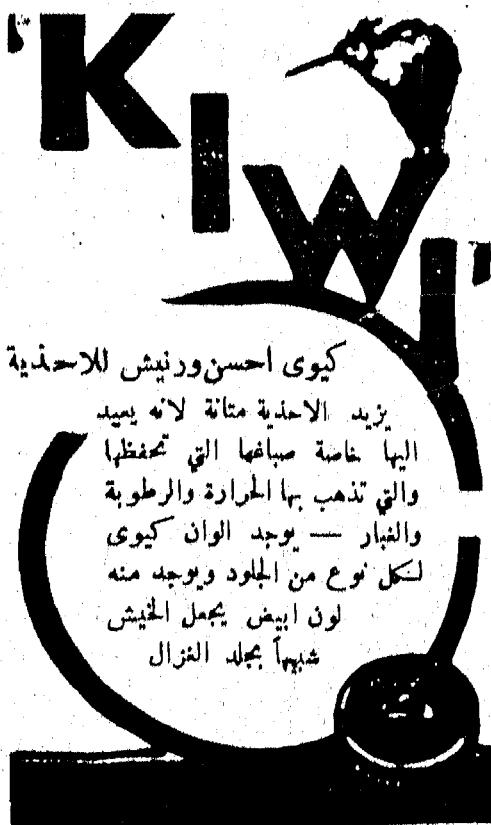 'KIWI'
كيوى احسن ورنيش للاحذية
يزيد الاحذية متانة لانه يعيد
اليها خاصة صباغها التي تحفظها
والتي تذهب بها الحرارة والرطوبة
والغبار — يوجد الوان كيوى
لكل نوع من الجلود ويوجد منه
لون ابيض يجعل الخيش
شبيهاً بجلد الغزال